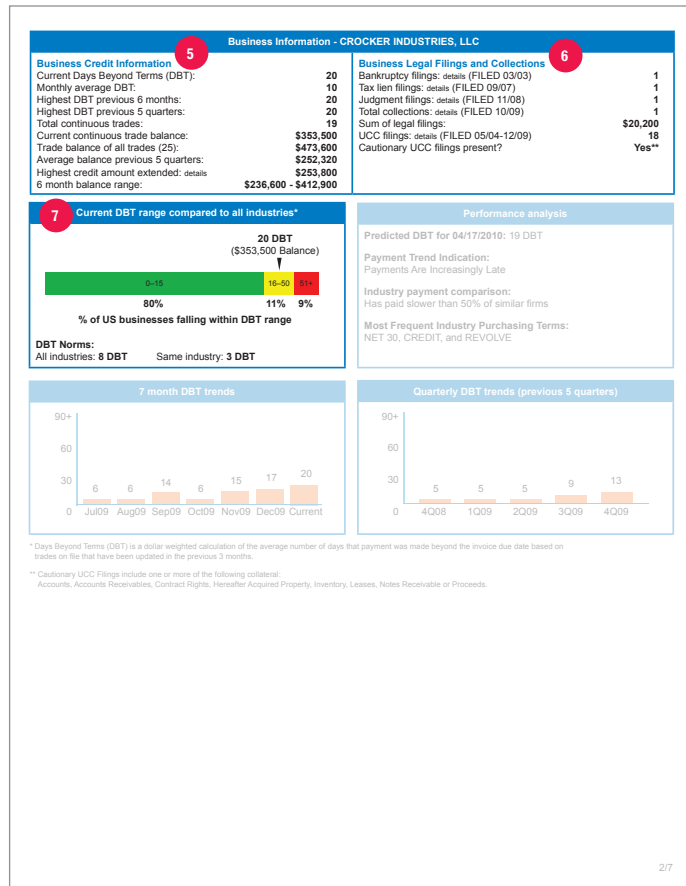 Business Information - CROCKER INDUSTRIES, LLC
5
6
Business Credit Information
Current Days Beyond Terms (DBT): 20
Monthly average DBT: 10
Highest DBT previous 6 months: 20
Highest DBT previous 5 quarters: 20
Total continuous trades: 19
Current continuous trade balance: $353,500
Trade balance of all trades (25): $473,600
Average balance previous 5 quarters: $252,320
Highest credit amount extended: details $253,800
6 month balance range: $236,600 - $412,900
Business Legal Filings and Collections
Bankruptcy filings: details (FILED 03/03) 1
Tax lien filings: details (FILED 09/07) 1
Judgment filings: details (FILED 11/08) 1
Total collections: details (FILED 10/09) 1
Sum of legal filings: $20,200
UCC filings: details (FILED 05/04-12/09) 18
Cautionary UCC filings present? Yes**
7
Current DBT range compared to all industries*
20 DBT
($353,500 Balance)
0–15 16–50 51+
80% 11% 9%
% of US businesses falling within DBT range
DBT Norms:
All industries: 8 DBT Same industry: 3 DBT
Performance analysis
Predicted DBT for 04/17/2010: 19 DBT
Payment Trend Indication:
Payments Are Increasingly Late
Industry payment comparison:
Has paid slower than 50% of similar firms
Most Frequent Industry Purchasing Terms:
NET 30, CREDIT, and REVOLVE
7 month DBT trends
90+
60
30
0
6 6 14 6 15 17 20
Jul09 Aug09 Sep09 Oct09 Nov09 Dec09 Current
Quarterly DBT trends (previous 5 quarters)
90+
60
30
0
5 5 5 9 13
4Q08 1Q09 2Q09 3Q09 4Q09
* Days Beyond Terms (DBT) is a dollar weighted calculation of the average number of days that payment was made beyond the invoice due date based on
trades on file that have been updated in the previous 3 months.
** Cautionary UCC Filings include one or more of the following collateral:
Accounts, Accounts Receivables, Contract Rights, Hereafter Acquired Property, Inventory, Leases, Notes Receivable or Proceeds.
2/7